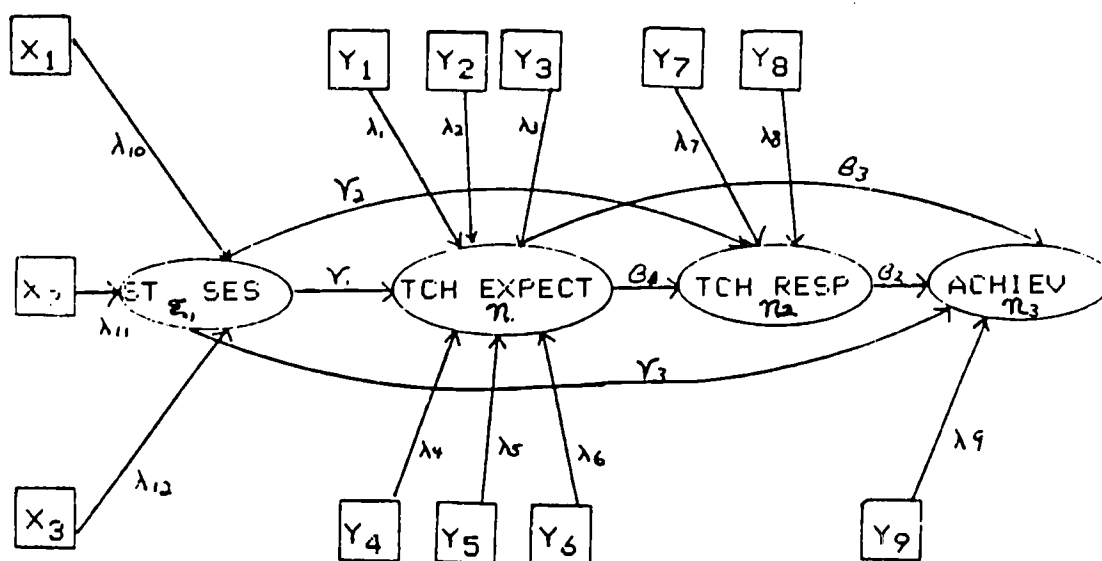 X1
Y1
Y2
Y3
Y7
Y8
λ10
λ1
λ2
λ3
λ7
λ8
γ2
β3
X
ST SES
ξ1
λ11
γ1
TCH EXPECT
η
β1
TCH RESP
η2
β2
ACHIEV
η3
γ3
λ12
λ4
λ5
λ6
λ9
X3
Y4
Y5
Y6
Y9